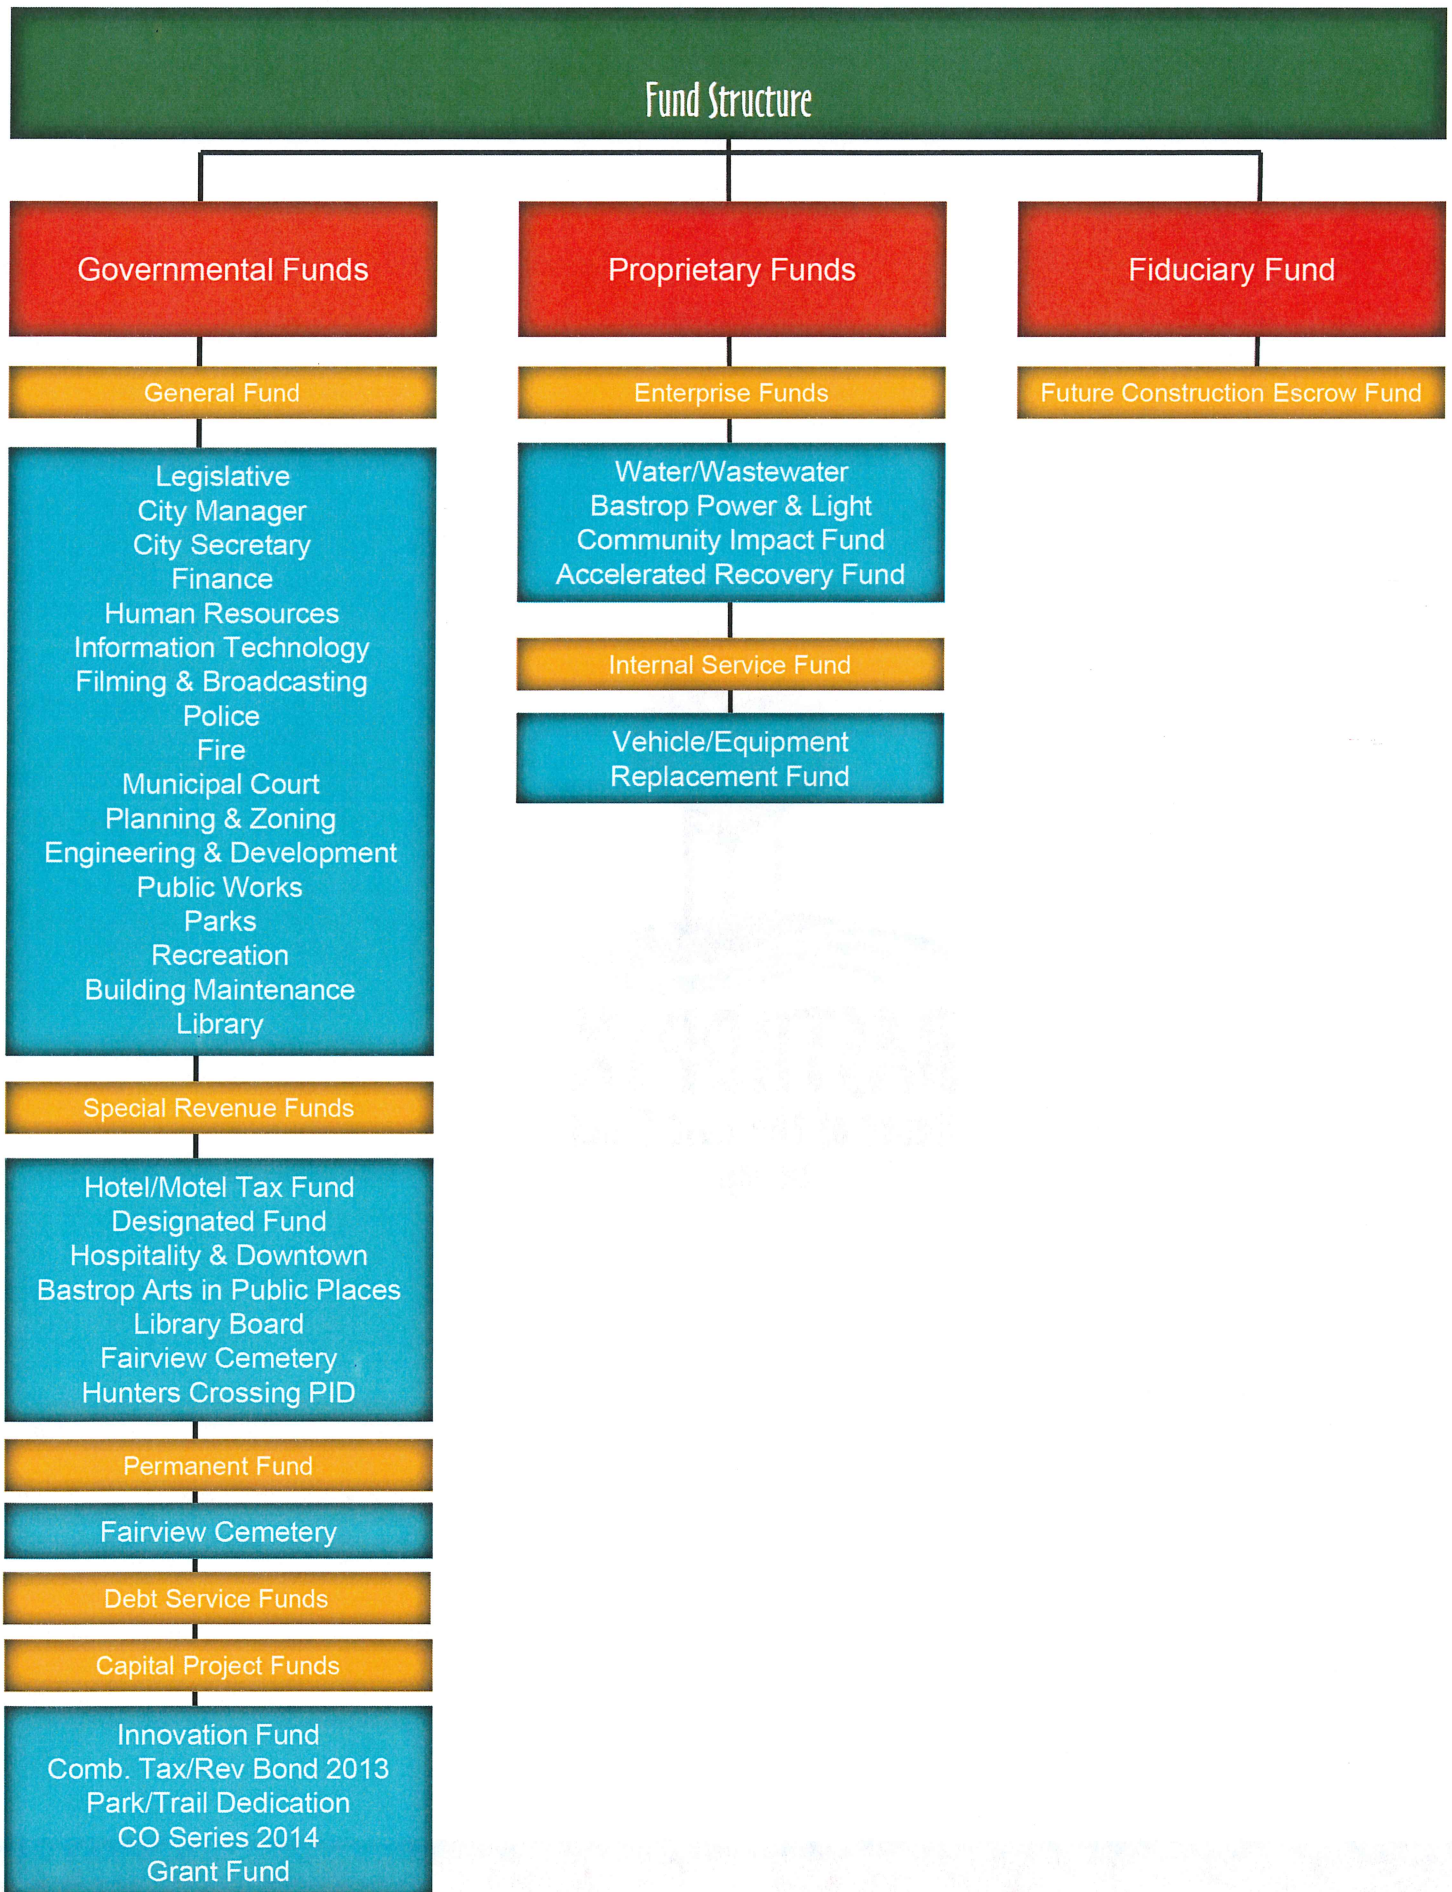 Fund Structure
Governmental Funds
General Fund
Legislative
City Manager
City Secretary
Finance
Human Resources
Information Technology
Filming & Broadcasting
Police
Fire
Municipal Court
Planning & Zoning
Engineering & Development
Public Works
Parks
Recreation
Building Maintenance
Library
Special Revenue Funds
Hotel/Motel Tax Fund
Designated Fund
Hospitality & Downtown
Bastrop Arts in Public Places
Library Board
Fairview Cemetery
Hunters Crossing PID
Permanent Fund
Fairview Cemetery
Debt Service Funds
Capital Project Funds
Innovation Fund
Comb. Tax/Rev Bond 2013
Park/Trail Dedication
CO Series 2014
Grant Fund
Proprietary Funds
Enterprise Funds
Water/Wastewater
Bastrop Power & Light
Community Impact Fund
Accelerated Recovery Fund
Internal Service Fund
Vehicle/Equipment
Replacement Fund
Fiduciary Fund
Future Construction Escrow Fund